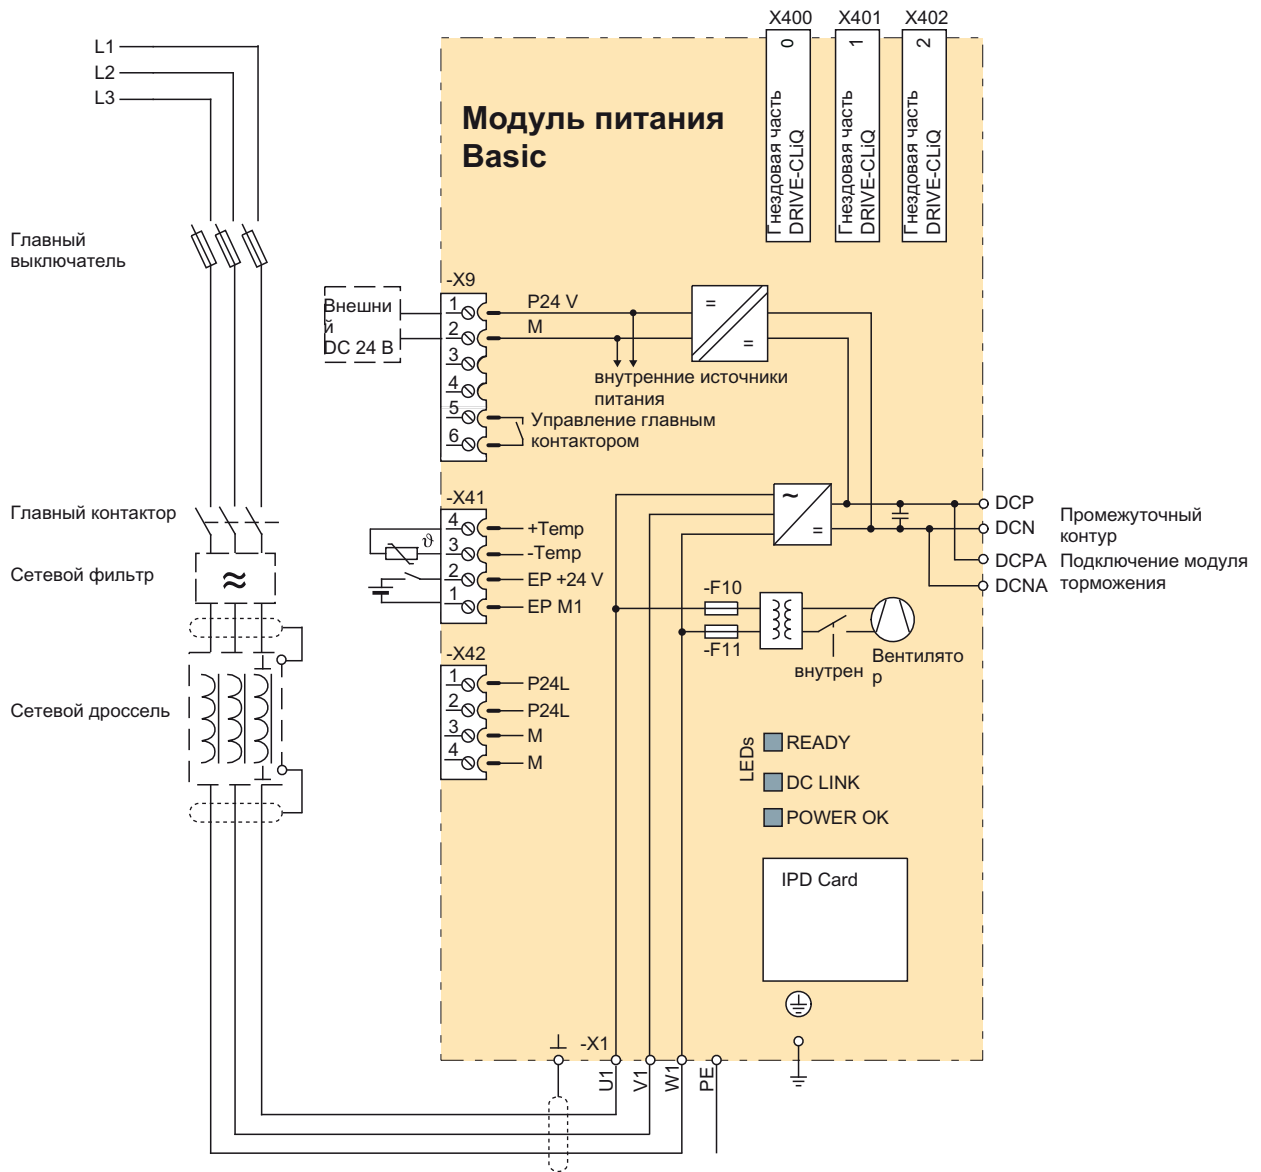 X400
X401
X402
L1
L2
L3
0
Гнездовая часть
DRIVE-CLiQ
1
Гнездовая часть
DRIVE-CLiQ
2
Гнездовая часть
DRIVE-CLiQ
Модуль питания
Basic
Главный
выключатель
-X9
Внешни
й
DC 24 В
1
2
3
4
5
6
P24 V
M
=
=
внутренние источники
питания
Управление главным
контактором
Главный контактор
Сетевой фильтр
≈
-X41
4
3
2
1
ϑ
+Temp
-Temp
EP +24 V
EP M1
~
=
DCP
DCN
DCPA
DCNA
Промежуточный
контур
Подключение модуля
торможения
-F10
-F11
внутрен
Вентилято
р
Сетевой дроссель
-X42
1
2
3
4
P24L
P24L
M
M
LEDs
READY
DC LINK
POWER OK
IPD Card
-X1
U1
V1
W1
PE